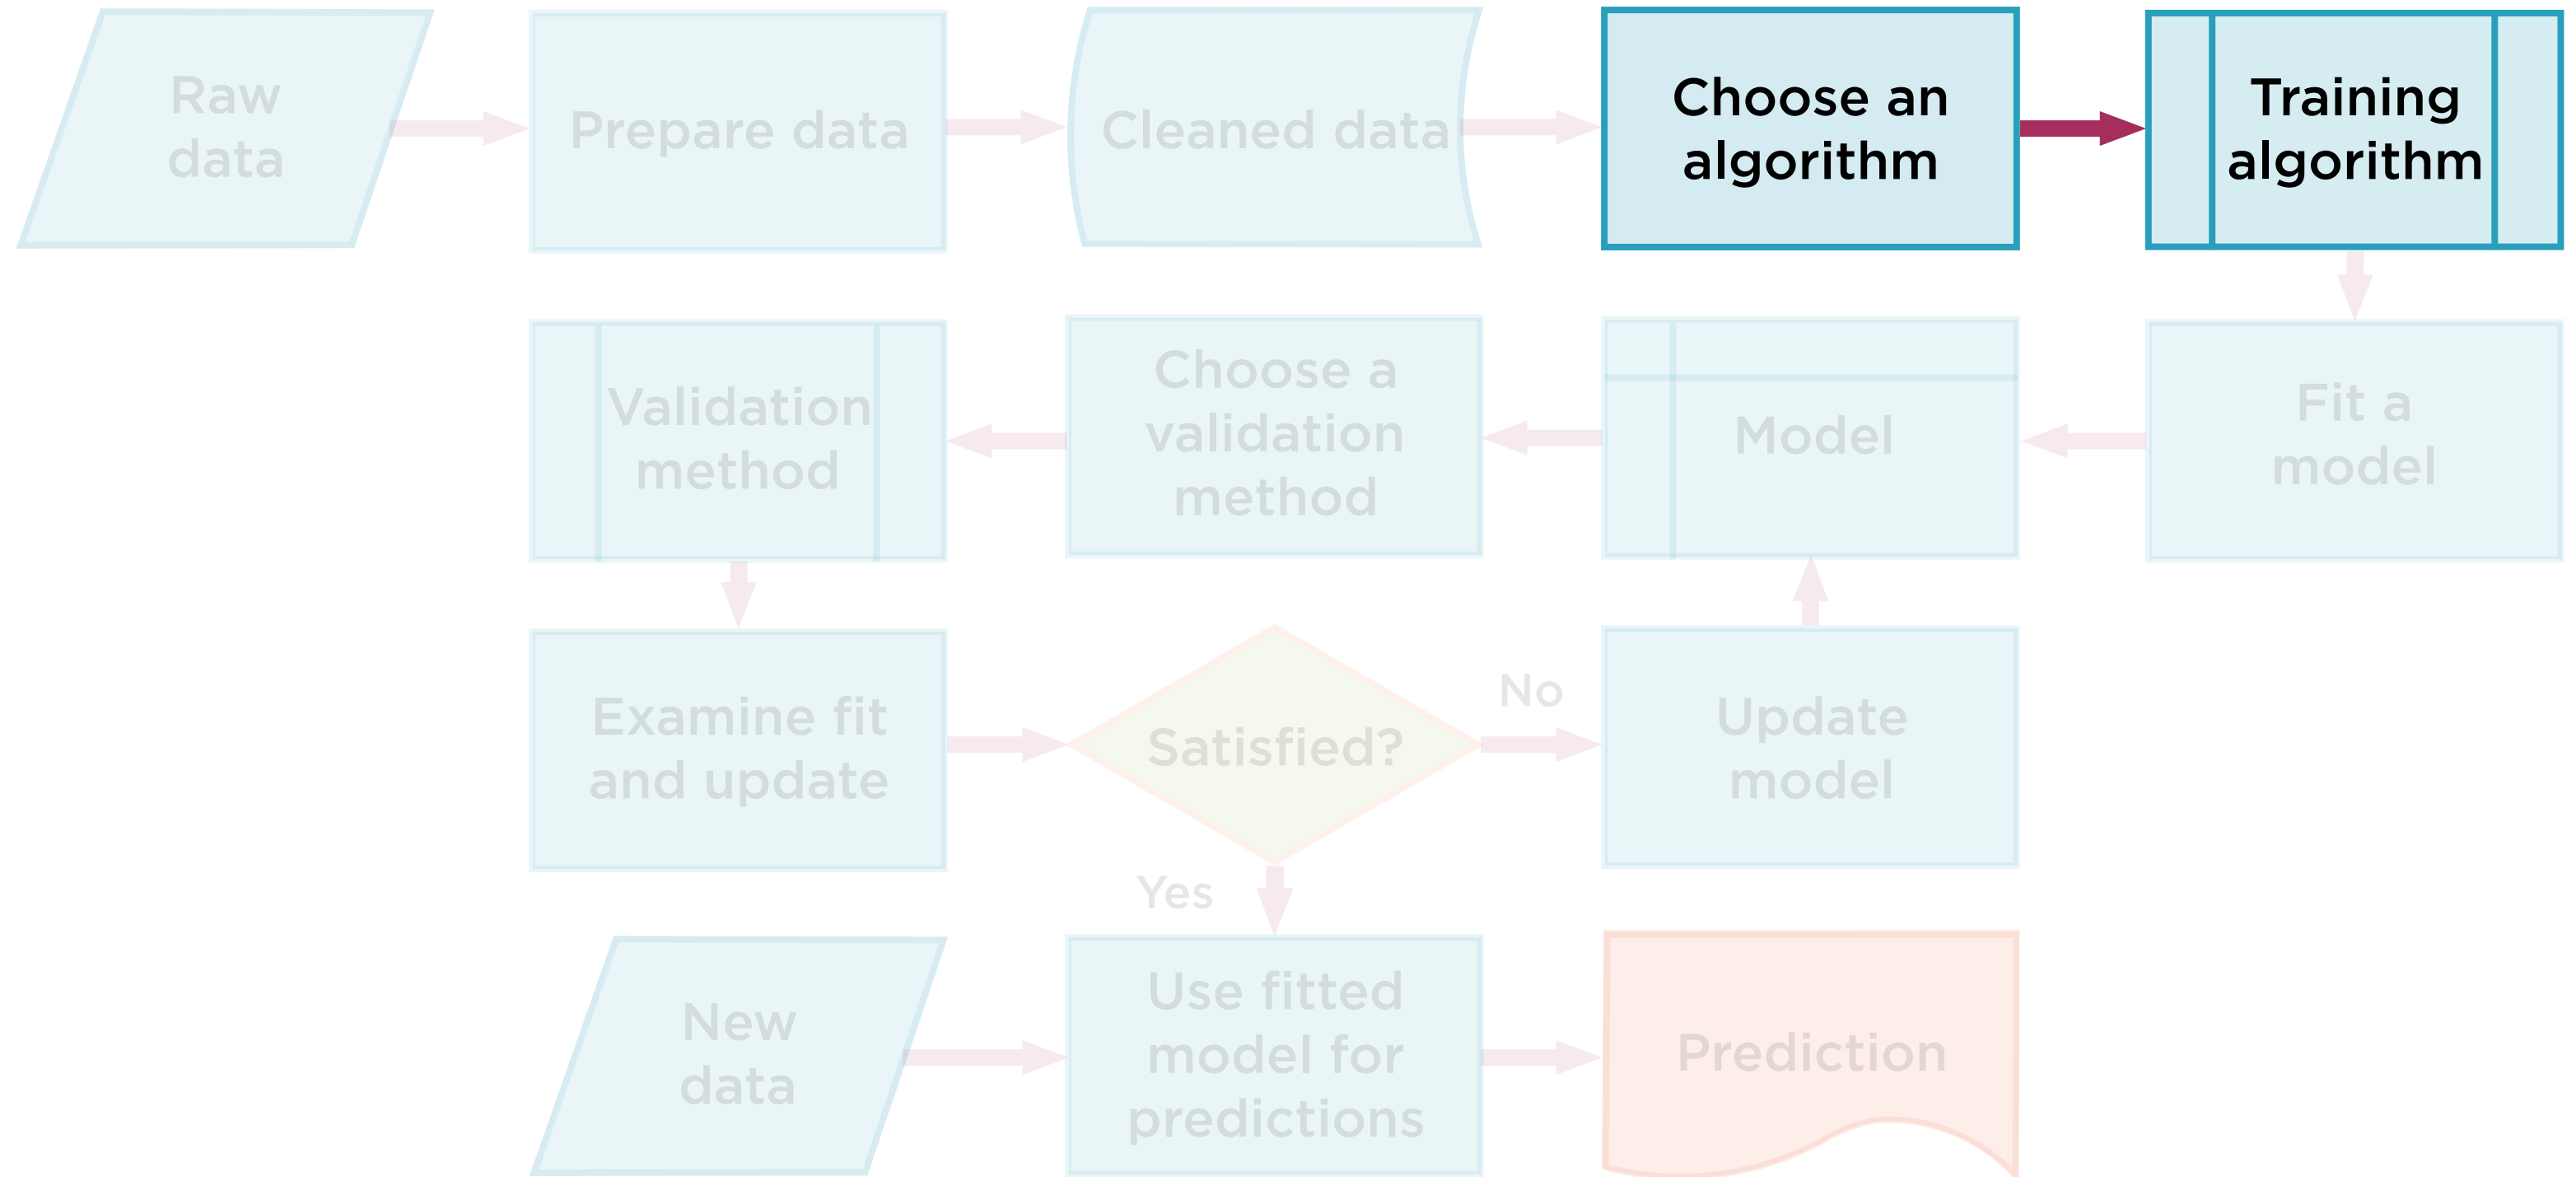 Raw
data
Prepare data
Cleaned data
Choose an
algorithm
Training
algorithm
Validation
method
Choose a
validation
method
Model
Fit a
model
Examine fit
and update
Satisfied?
No
Update
model
Yes
New
data
Use fitted
model for
predictions
Prediction